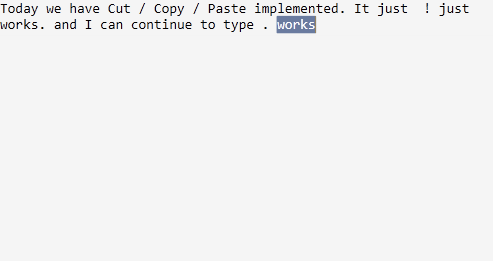 Today we have Cut / Copy / Paste implemented. It just  ! just
works. and I can continue to type . works